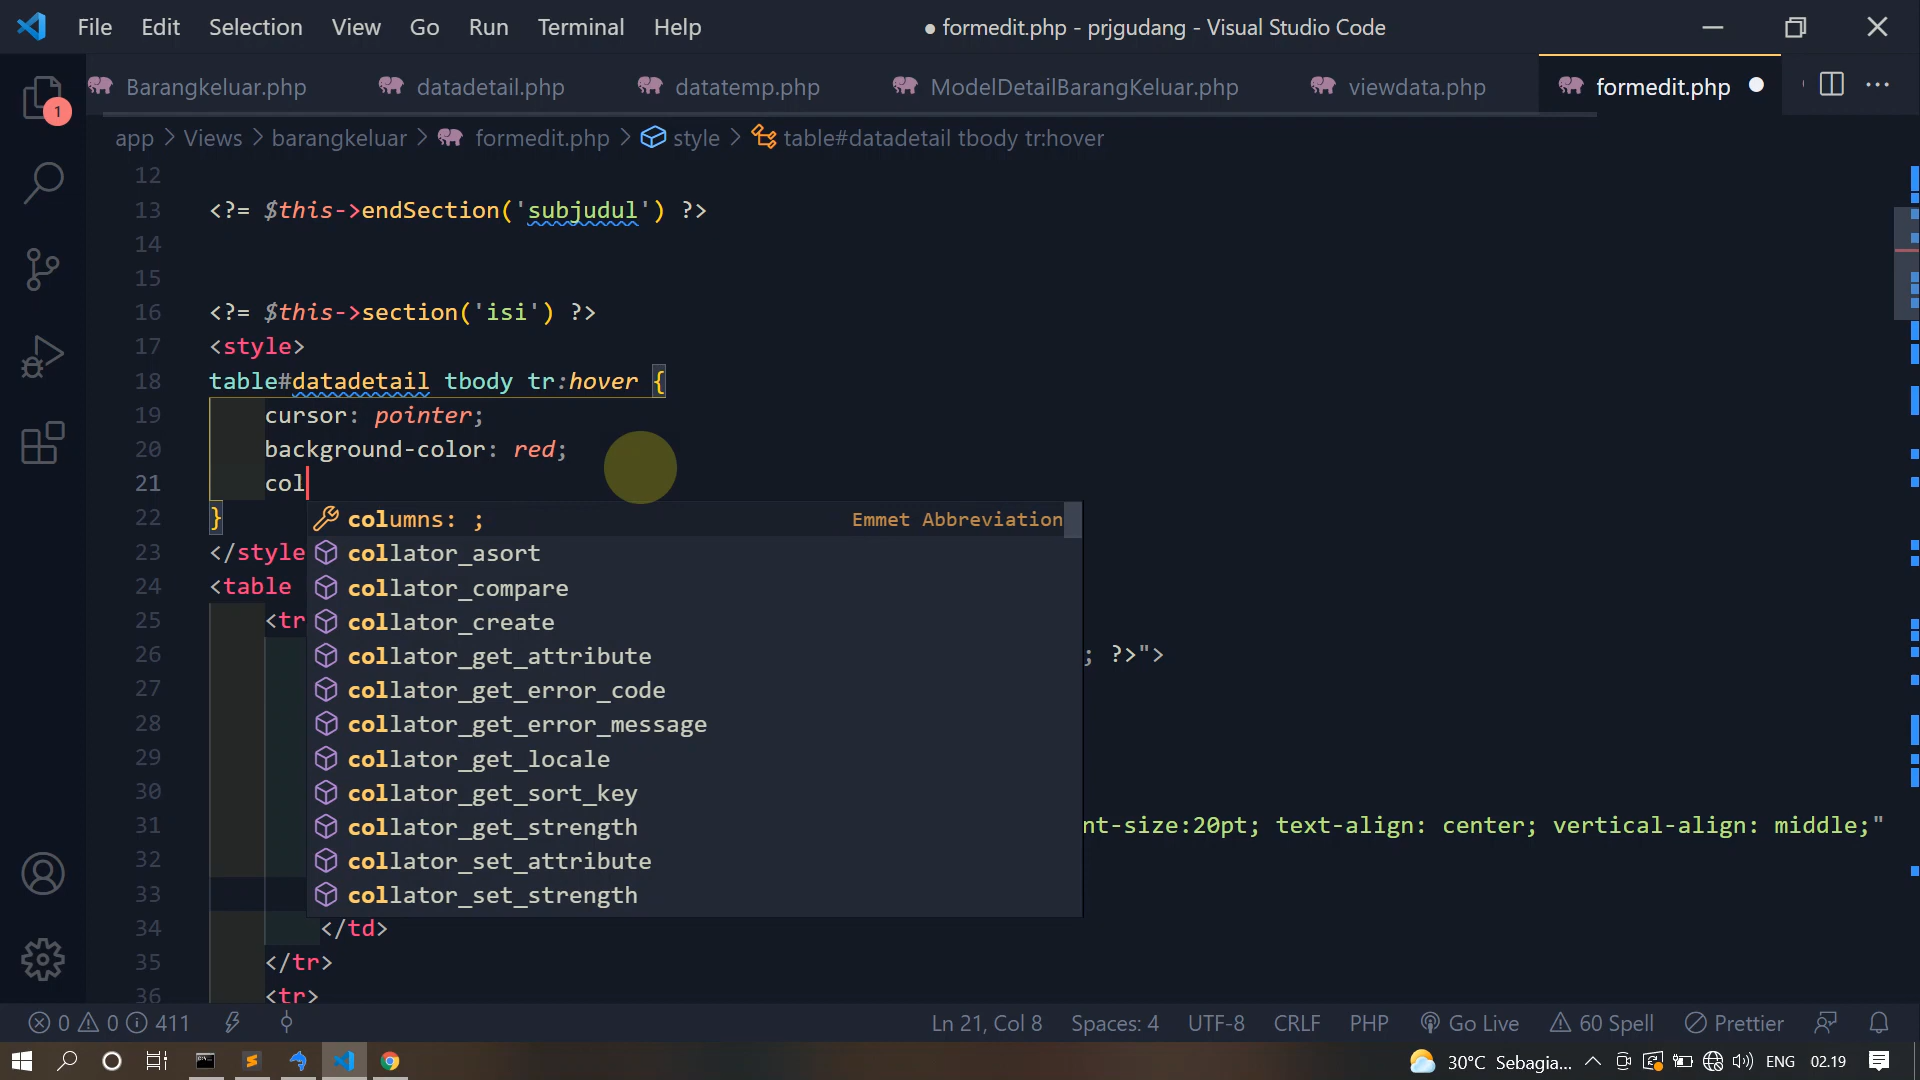 File Edit Selection View Go Run Terminal Help
● formedit.php - prjgudang - Visual Studio Code
Barangkeluar.php datadetail.php datatemp.php ModelDetailBarangKeluar.php viewdata.php formedit.php
1
app > Views > barangkeluar > formedit.php > style > table#datadetail tbody tr:hover
12
13 <?= $this->endSection('subjudul') ?>
14
15
16 <?= $this->section('isi') ?>
17 <style>
18 table#datadetail tbody tr:hover {
19 cursor: pointer;
20 background-color: red;
21 col
22 }
23 </style
24 <table
25 <tr
26 ; ?>">
27
28
29
30
31 nt-size:20pt; text-align: center; vertical-align: middle;"
32
33
34 </td>
35 </tr>
36 <tr>
columns: ; Emmet Abbreviation
collator_asort
collator_compare
collator_create
collator_get_attribute
collator_get_error_code
collator_get_error_message
collator_get_locale
collator_get_sort_key
collator_get_strength
collator_set_attribute
collator_set_strength
0 0 411 Ln 21, Col 8 Spaces: 4 UTF-8 CRLF PHP Go Live 60 Spell Prettier
30°C Sebagia... ENG 02.19